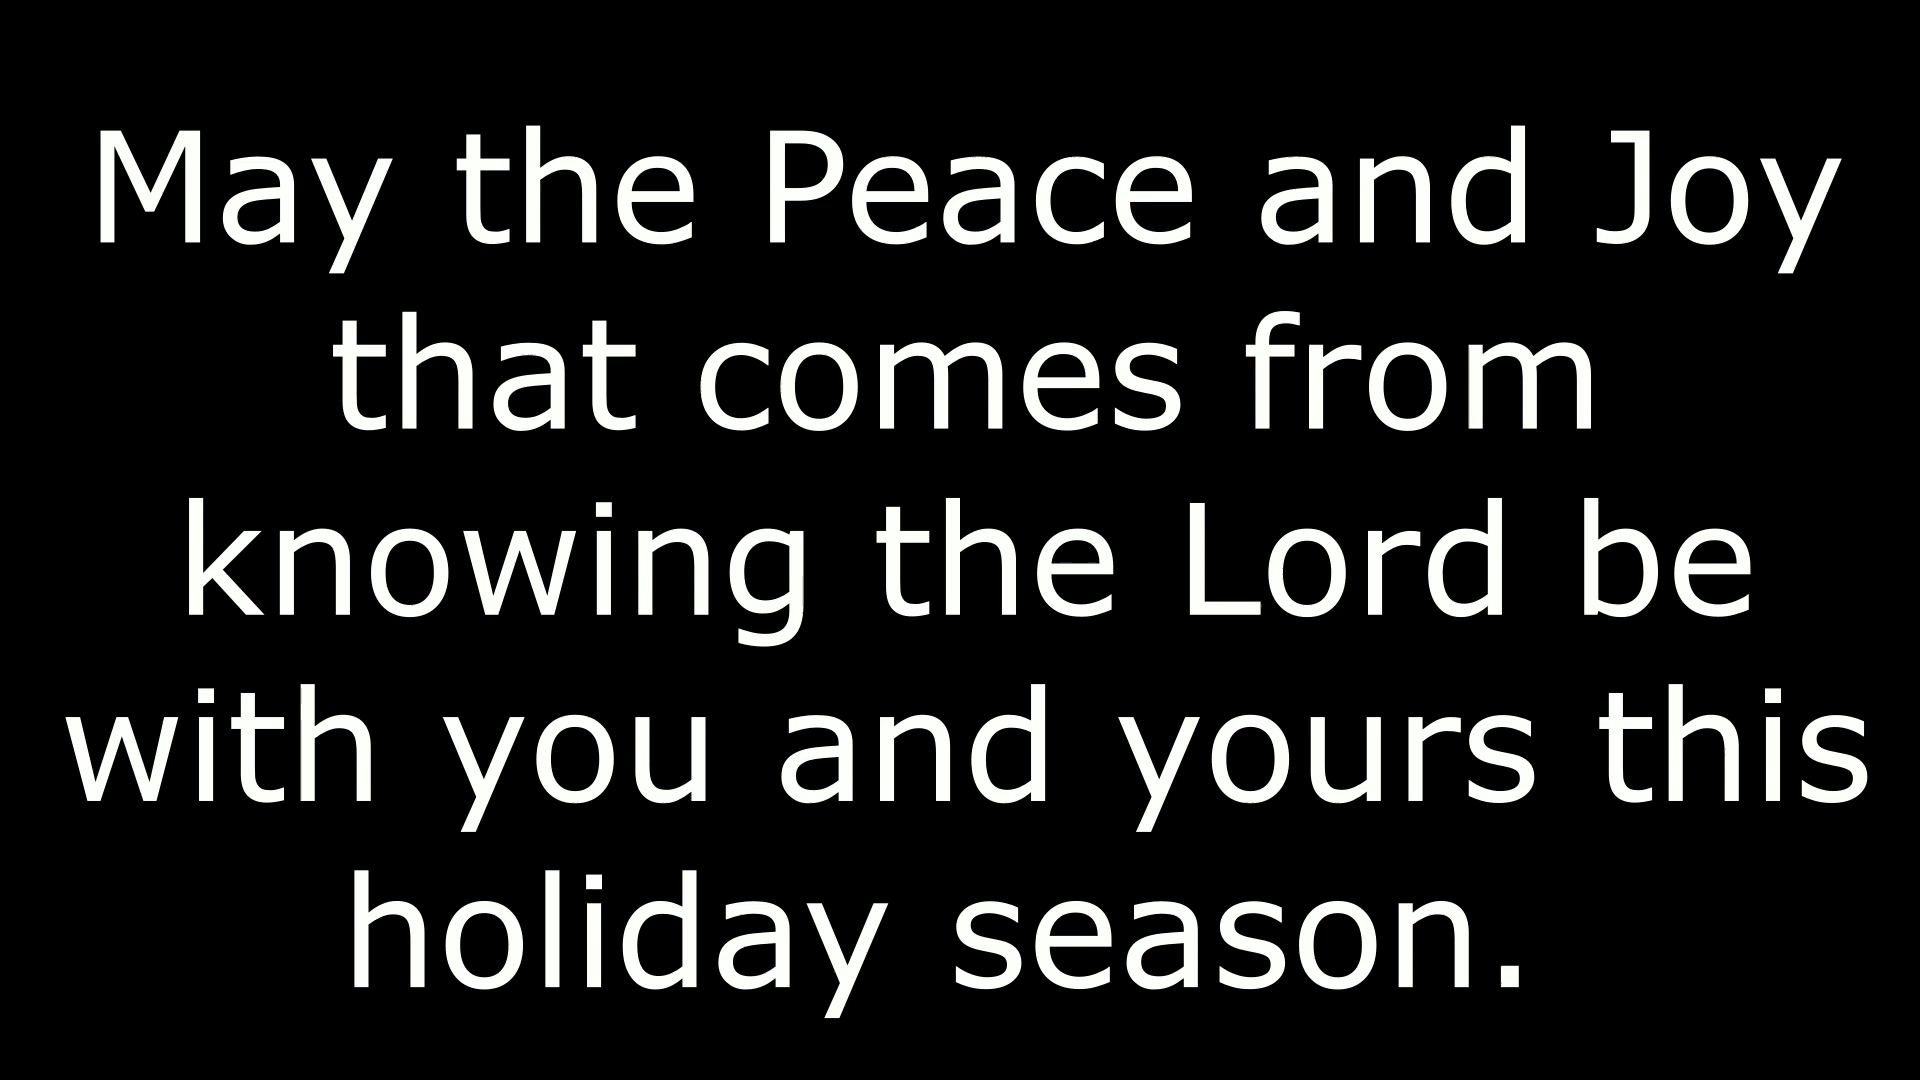 May the Peace and Joy
that comes from
knowing the Lord be
with you and yours this
holiday season.